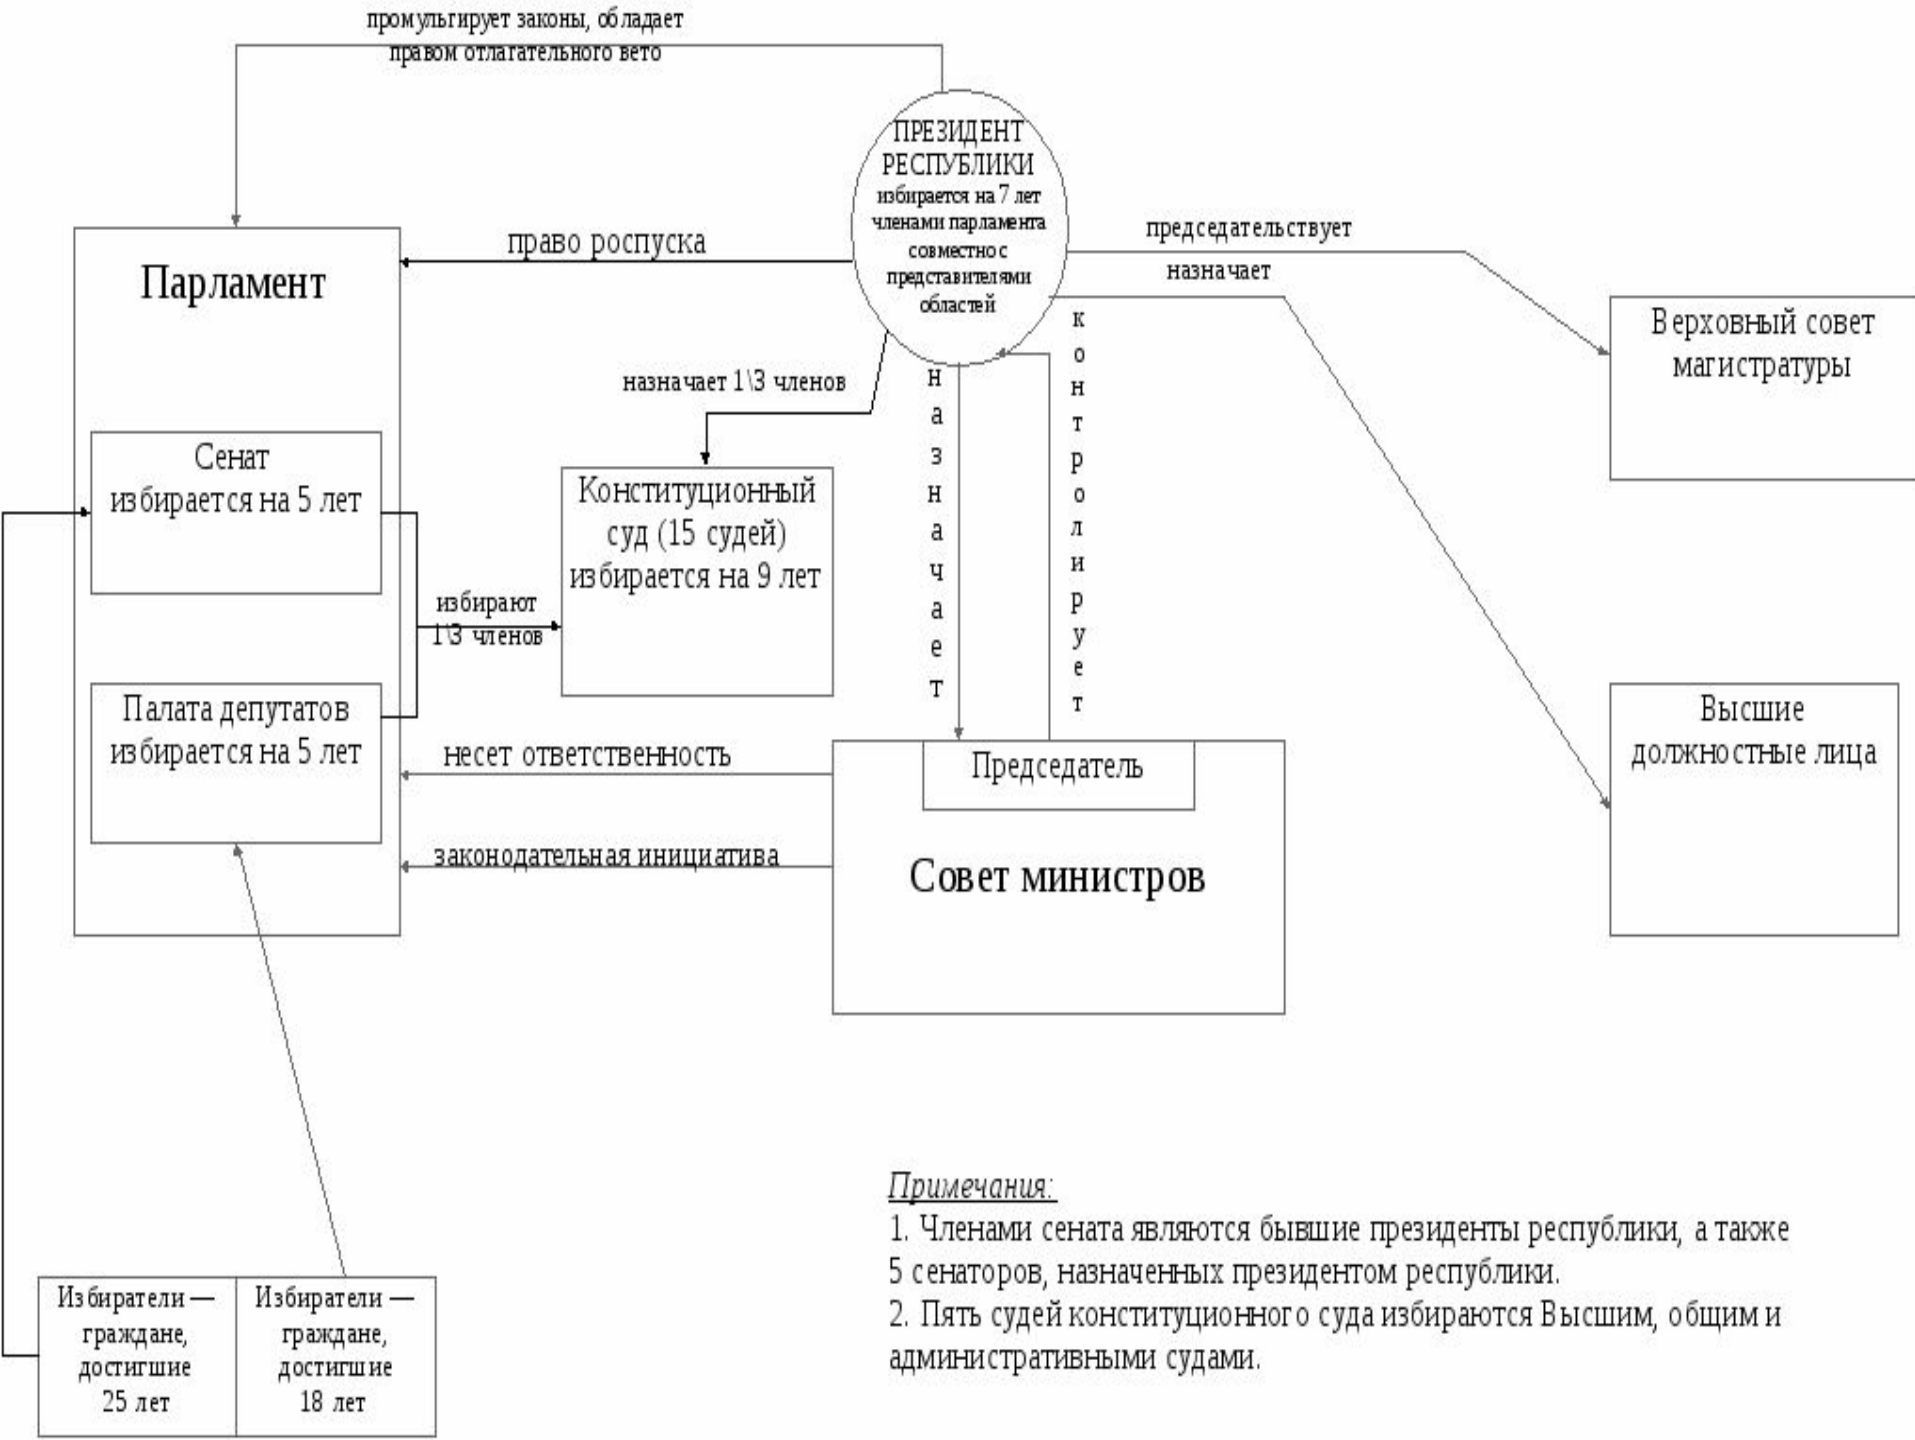 промульгирует законы, обладает
правом отлагательного вето
ПРЕЗИДЕНТ
РЕСПУБЛИКИ
избирается на 7 лет
членами парламента
совместно с
представителями
областей
право роспуска
председательствует
назначает
Парламент
Верховный совет
магистратуры
назначает 1\3 членов
назначает
контролирует
Сенат
избирается на 5 лет
Конституционный
суд (15 судей)
избирается на 9 лет
избирают
1\3 членов
Палата депутатов
избирается на 5 лет
Высшие
должностные лица
несет ответственность
Председатель
законодательная инициатива
Совет министров
Примечания:
1. Членами сената являются бывшие президенты республики, а также
5 сенаторов, назначенных президентом республики.
2. Пять судей конституционного суда избираются Высшим, общим и
административными судами.
Избиратели —
граждане,
достигшие
25 лет
Избиратели —
граждане,
достигшие
18 лет